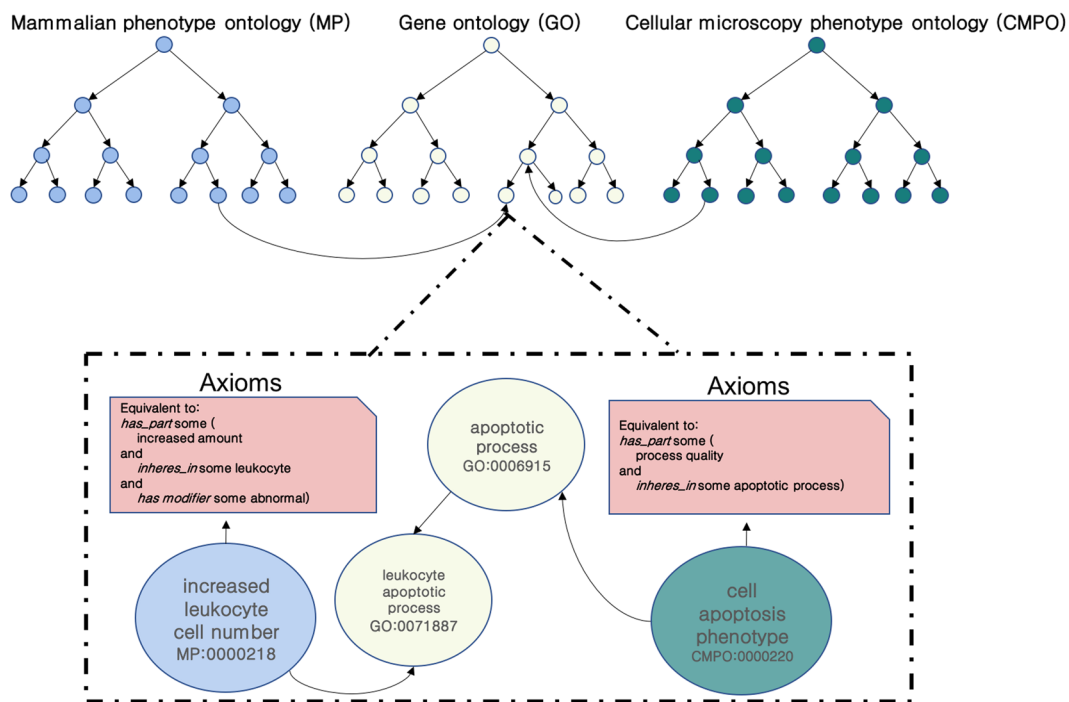 Mammalian phenotype ontology (MP)
Gene ontology (GO)
Cellular microscopy phenotype ontology (CMPO)
Axioms
Equivalent to:
has_part some (
increased amount
and
inheres_in some leukocyte
and
has modifier some abnormal)
apoptotic
process
GO:0006915
Axioms
Equivalent to:
has_part some (
process quality
and
inheres_in some apoptotic process)
increased
leukocyte
cell number
MP:0000218
leukocyte
apoptotic
process
GO:0071887
cell
apoptosis
phenotype
CMPO:0000220